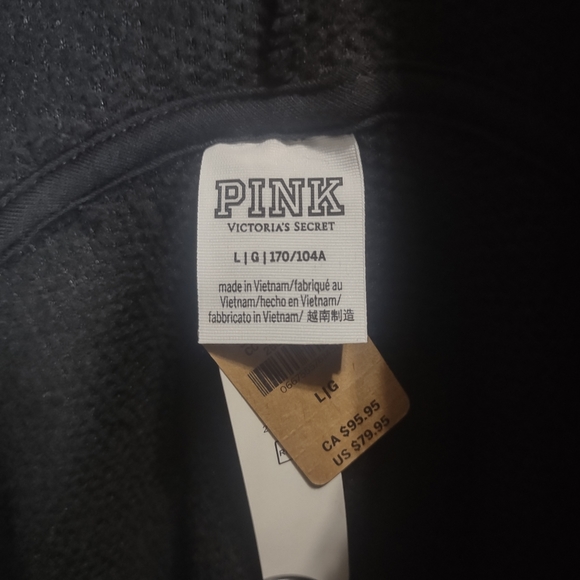 PINK
VICTORIA'S SECRET
L | G | 170/104A
made in Vietnam/fabriqué au
Vietnam/hecho en Vietnam/
fabbricato in Vietnam/ 越南制造
L|G
CA $95.95
US $79.95